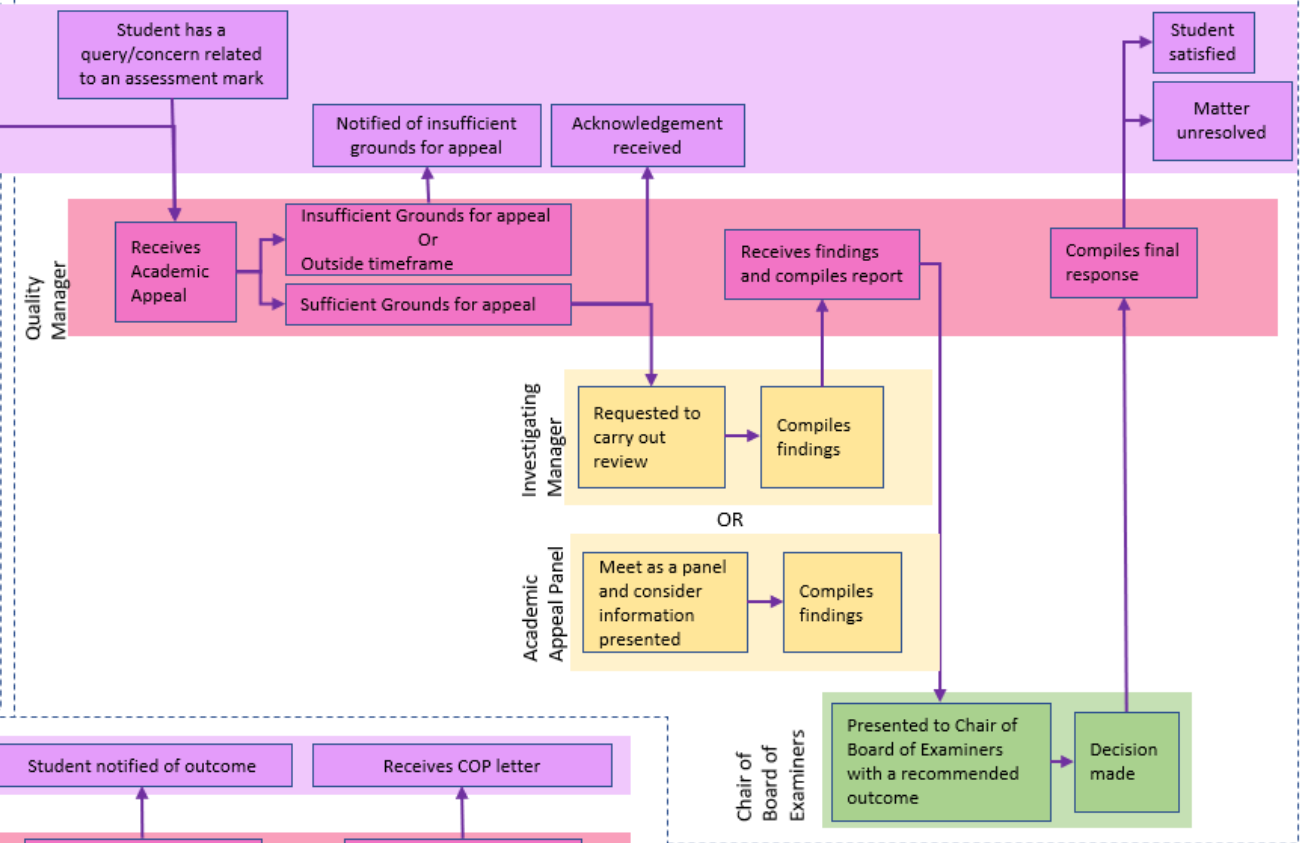 Student has a
query/concern related
to an assessment mark
Student
satisfied
Matter
unresolved
Notified of insufficient
grounds for appeal
Acknowledgement
received
Quality
Manager
Receives
Academic
Appeal
Insufficient Grounds for appeal
Or
Outside timeframe
Sufficient Grounds for appeal
Receives findings
and compiles report
Compiles final
response
Investigating
Manager
Requested to
carry out
review
Compiles
findings
OR
Academic
Appeal Panel
Meet as a panel
and consider
information
presented
Compiles
findings
Chair of
Board of
Examiners
Presented to Chair of
Board of Examiners
with a recommended
outcome
Decision
made
Student notified of outcome
Receives COP letter